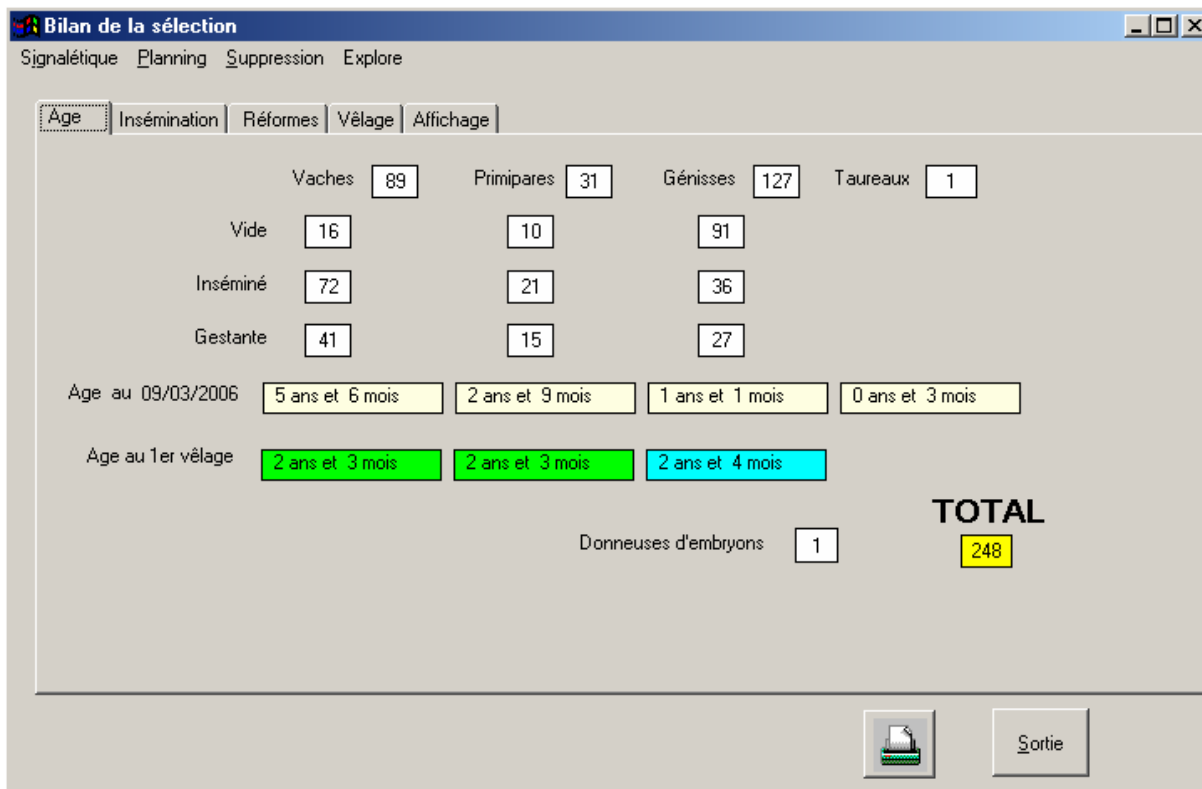 Bilan de la sélection
Signalétique Planning Suppression Explore
Age Insémination Réformes Vêlage Affichage
Vaches 89 Primipares 31 Génisses 127 Taureaux 1
Vide 16 10 91
Inséminé 72 21 36
Gestante 41 15 27
Age au 09/03/2006 5 ans et 6 mois 2 ans et 9 mois 1 ans et 1 mois 0 ans et 3 mois
Age au 1er vêlage 2 ans et 3 mois 2 ans et 3 mois 2 ans et 4 mois
TOTAL
Donneuses d'embryons 1 248
Sortie